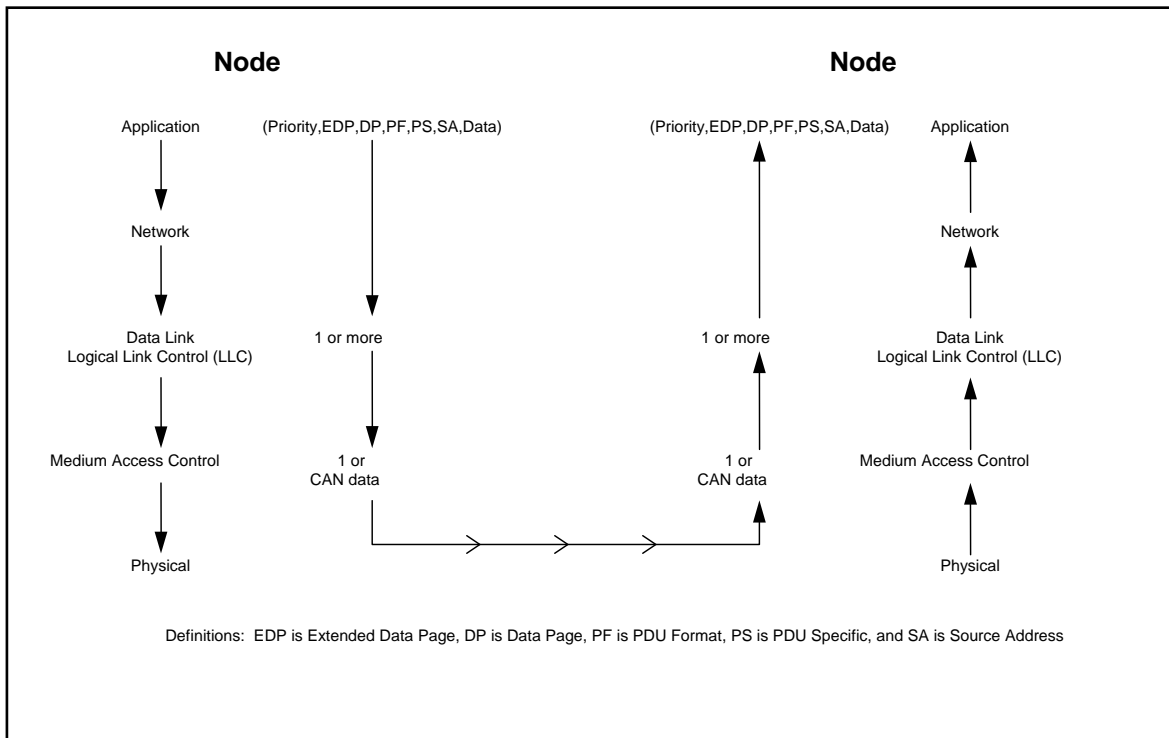 Node
Node
Application
(Priority,EDP,DP,PF,PS,SA,Data)
(Priority,EDP,DP,PF,PS,SA,Data)
Application
Network
Network
Data Link
Logical Link Control (LLC)
1 or more
1 or more
Data Link
Logical Link Control (LLC)
Medium Access Control
1 or
CAN data
1 or
CAN data
Medium Access Control
Physical
Physical
Definitions: EDP is Extended Data Page, DP is Data Page, PF is PDU Format, PS is PDU Specific, and SA is Source Address